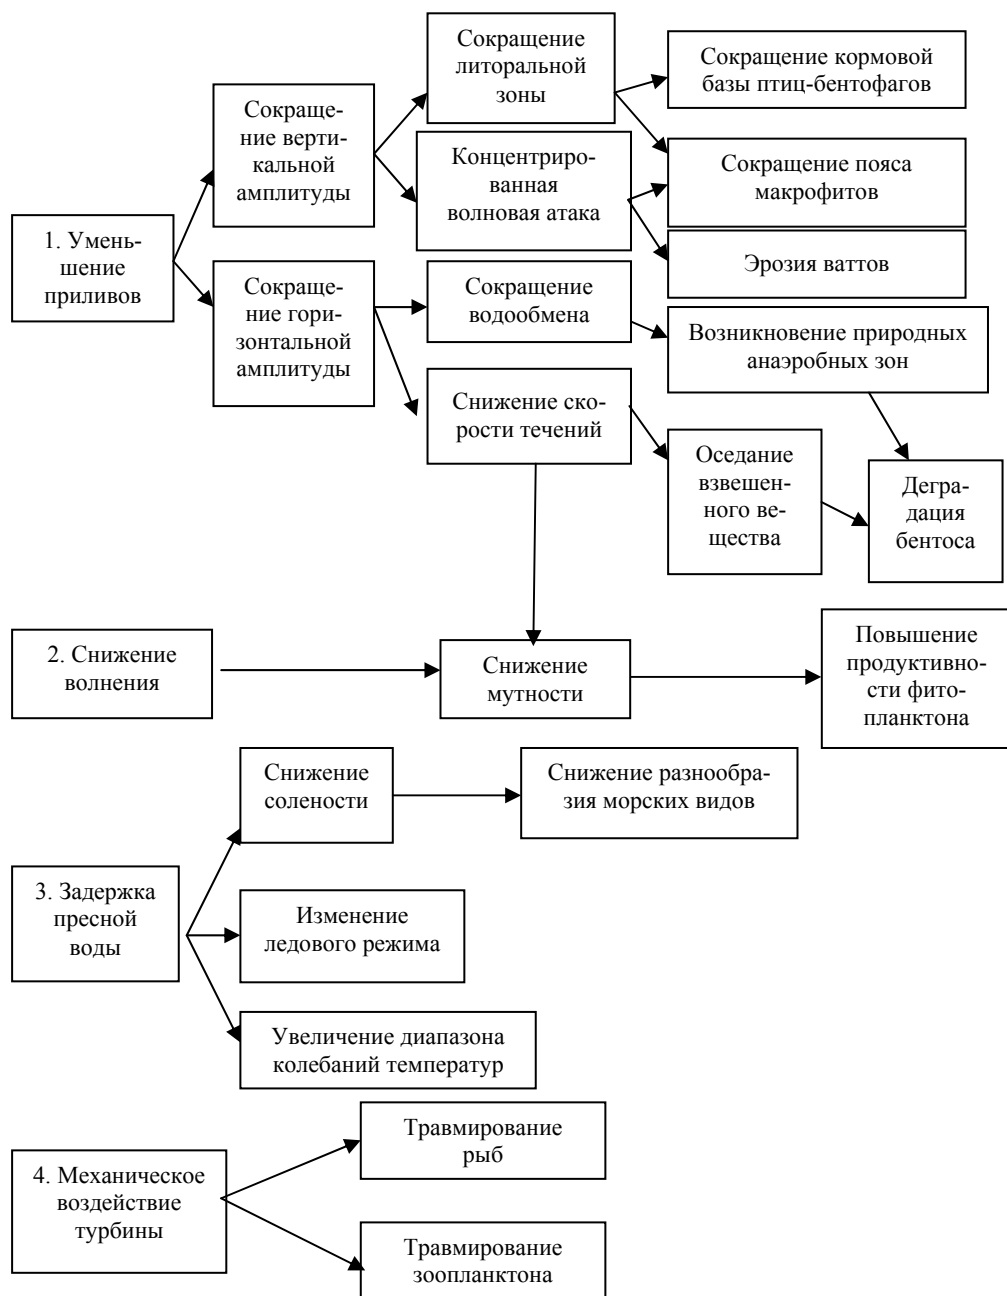 Сокращение
литоральной
зоны
Сокращение кормовой
базы птиц-бентофагов
Сокраще-
ние верти-
кальной
амплитуды
Концентриро-
ванная
волновая атака
Сокращение пояса
макрофитов
1. Умень-
шение
приливов
Эрозия ваттов
Сокраще-
ние гори-
зонтальной
амплитуды
Сокращение
водообмена
Возникновение природных
анаэробных зон
Снижение ско-
рости течений
Оседание
взвешен-
ного ве-
щества
Дегра-
дация
бентоса
2. Снижение
волнения
Снижение
мутности
Повышение
продуктивно-
сти фито-
планктона
Снижение
солености
Снижение разнообра-
зия морских видов
3. Задержка
пресной
воды
Изменение
ледового режима
Увеличение диапазона
колебаний температур
4. Механическое
воздействие
турбины
Травмирование
рыб
Травмирование
зоопланктона